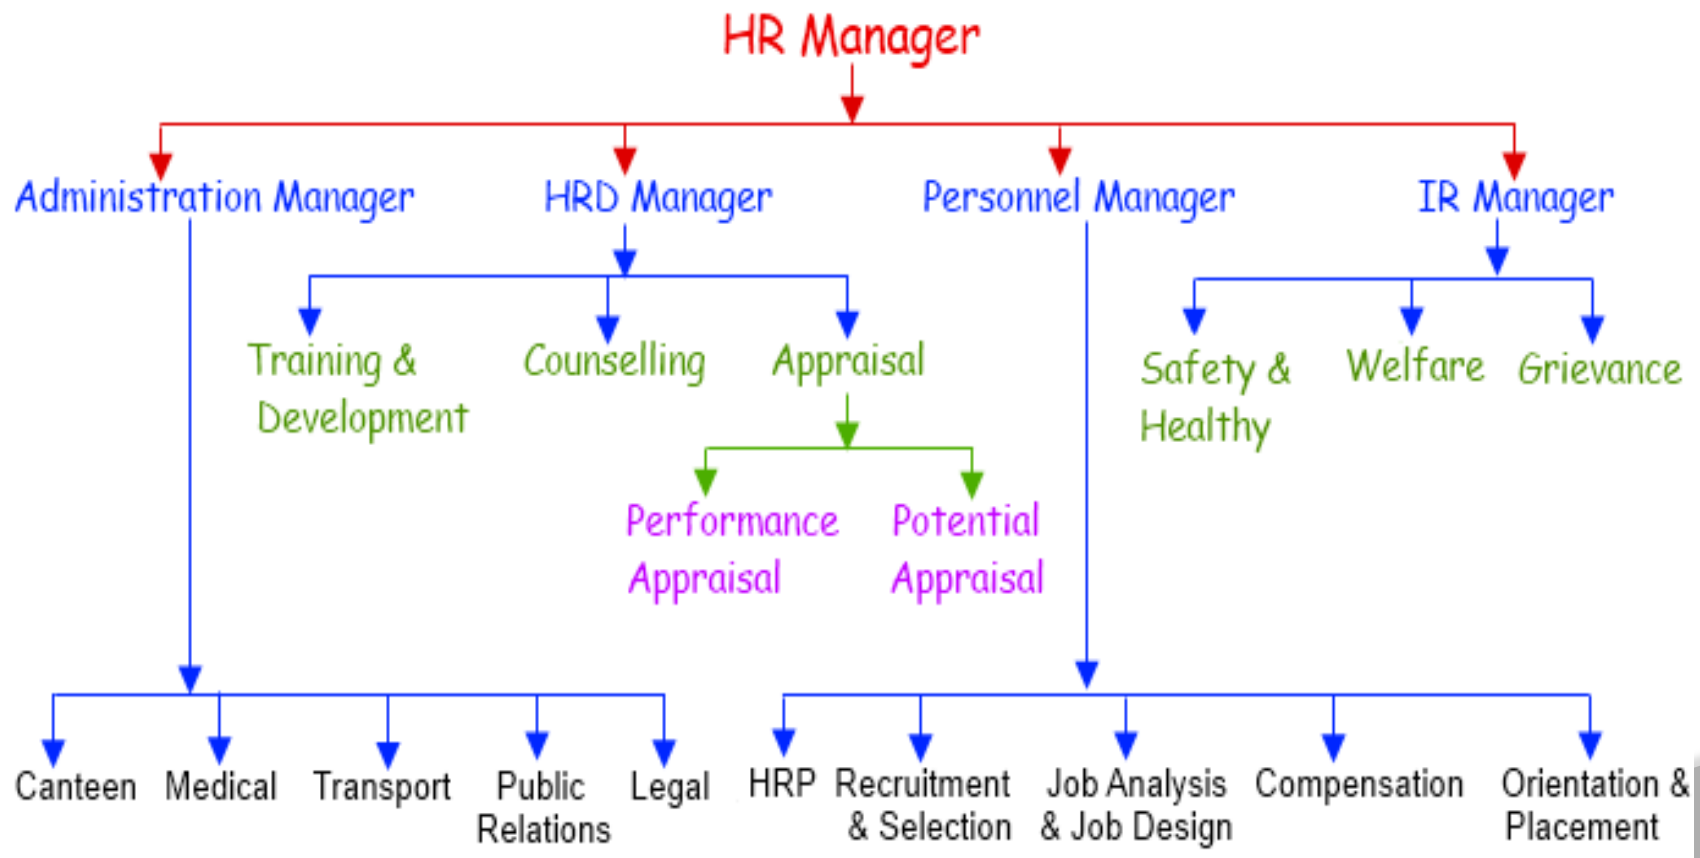 HR Manager
Administration Manager
HRD Manager
Personnel Manager
IR Manager
Training &
Development
Counselling
Appraisal
Safety &
Healthy
Welfare
Grievance
Performance
Appraisal
Potential
Appraisal
Canteen
Medical
Transport
Public
Relations
Legal
HRP
Recruitment
& Selection
Job Analysis
& Job Design
Compensation
Orientation &
Placement